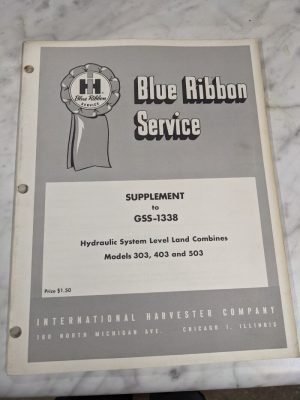 IH
Blue Ribbon
SERVICE
Blue Ribbon
Service
SUPPLEMENT
to
GSS-1338
Hydraulic System Level Land Combines
Models 303, 403 and 503
Price $1.50
INTERNATIONAL HARVESTER COMPANY
180 NORTH MICHIGAN AVE. CHICAGO 1, ILLINOIS